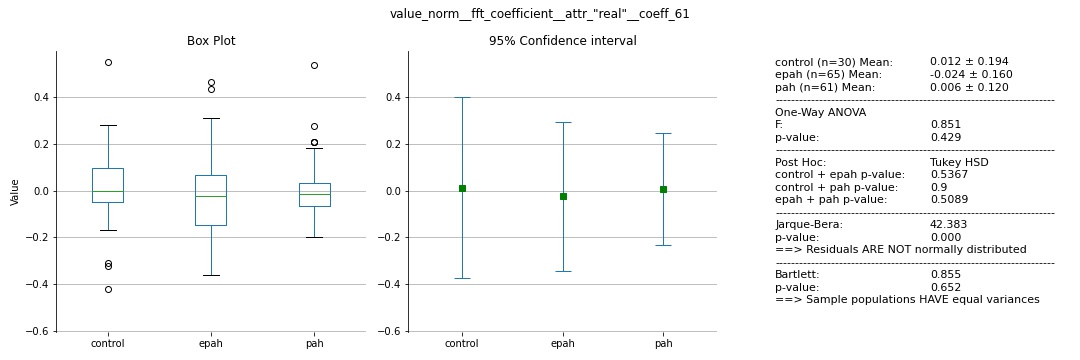 value_norm__fft_coefficient__attr_"real"__coeff_61
Box Plot
Value
0.4
0.2
0.0
−0.2
−0.4
−0.6
control epah pah
95% Confidence interval
0.4
0.2
0.0
−0.2
−0.4
−0.6
control epah pah
control (n=30) Mean: 0.012 ± 0.194
epah (n=65) Mean: -0.024 ± 0.160
pah (n=61) Mean: 0.006 ± 0.120
--------------------------------------------------------------------------------
One-Way ANOVA
F: 0.851
p-value: 0.429
--------------------------------------------------------------------------------
Post Hoc: Tukey HSD
control + epah p-value: 0.5367
control + pah p-value: 0.9
epah + pah p-value: 0.5089
--------------------------------------------------------------------------------
Jarque-Bera: 42.383
p-value: 0.000
==> Residuals ARE NOT normally distributed
--------------------------------------------------------------------------------
Bartlett: 0.855
p-value: 0.652
==> Sample populations HAVE equal variances